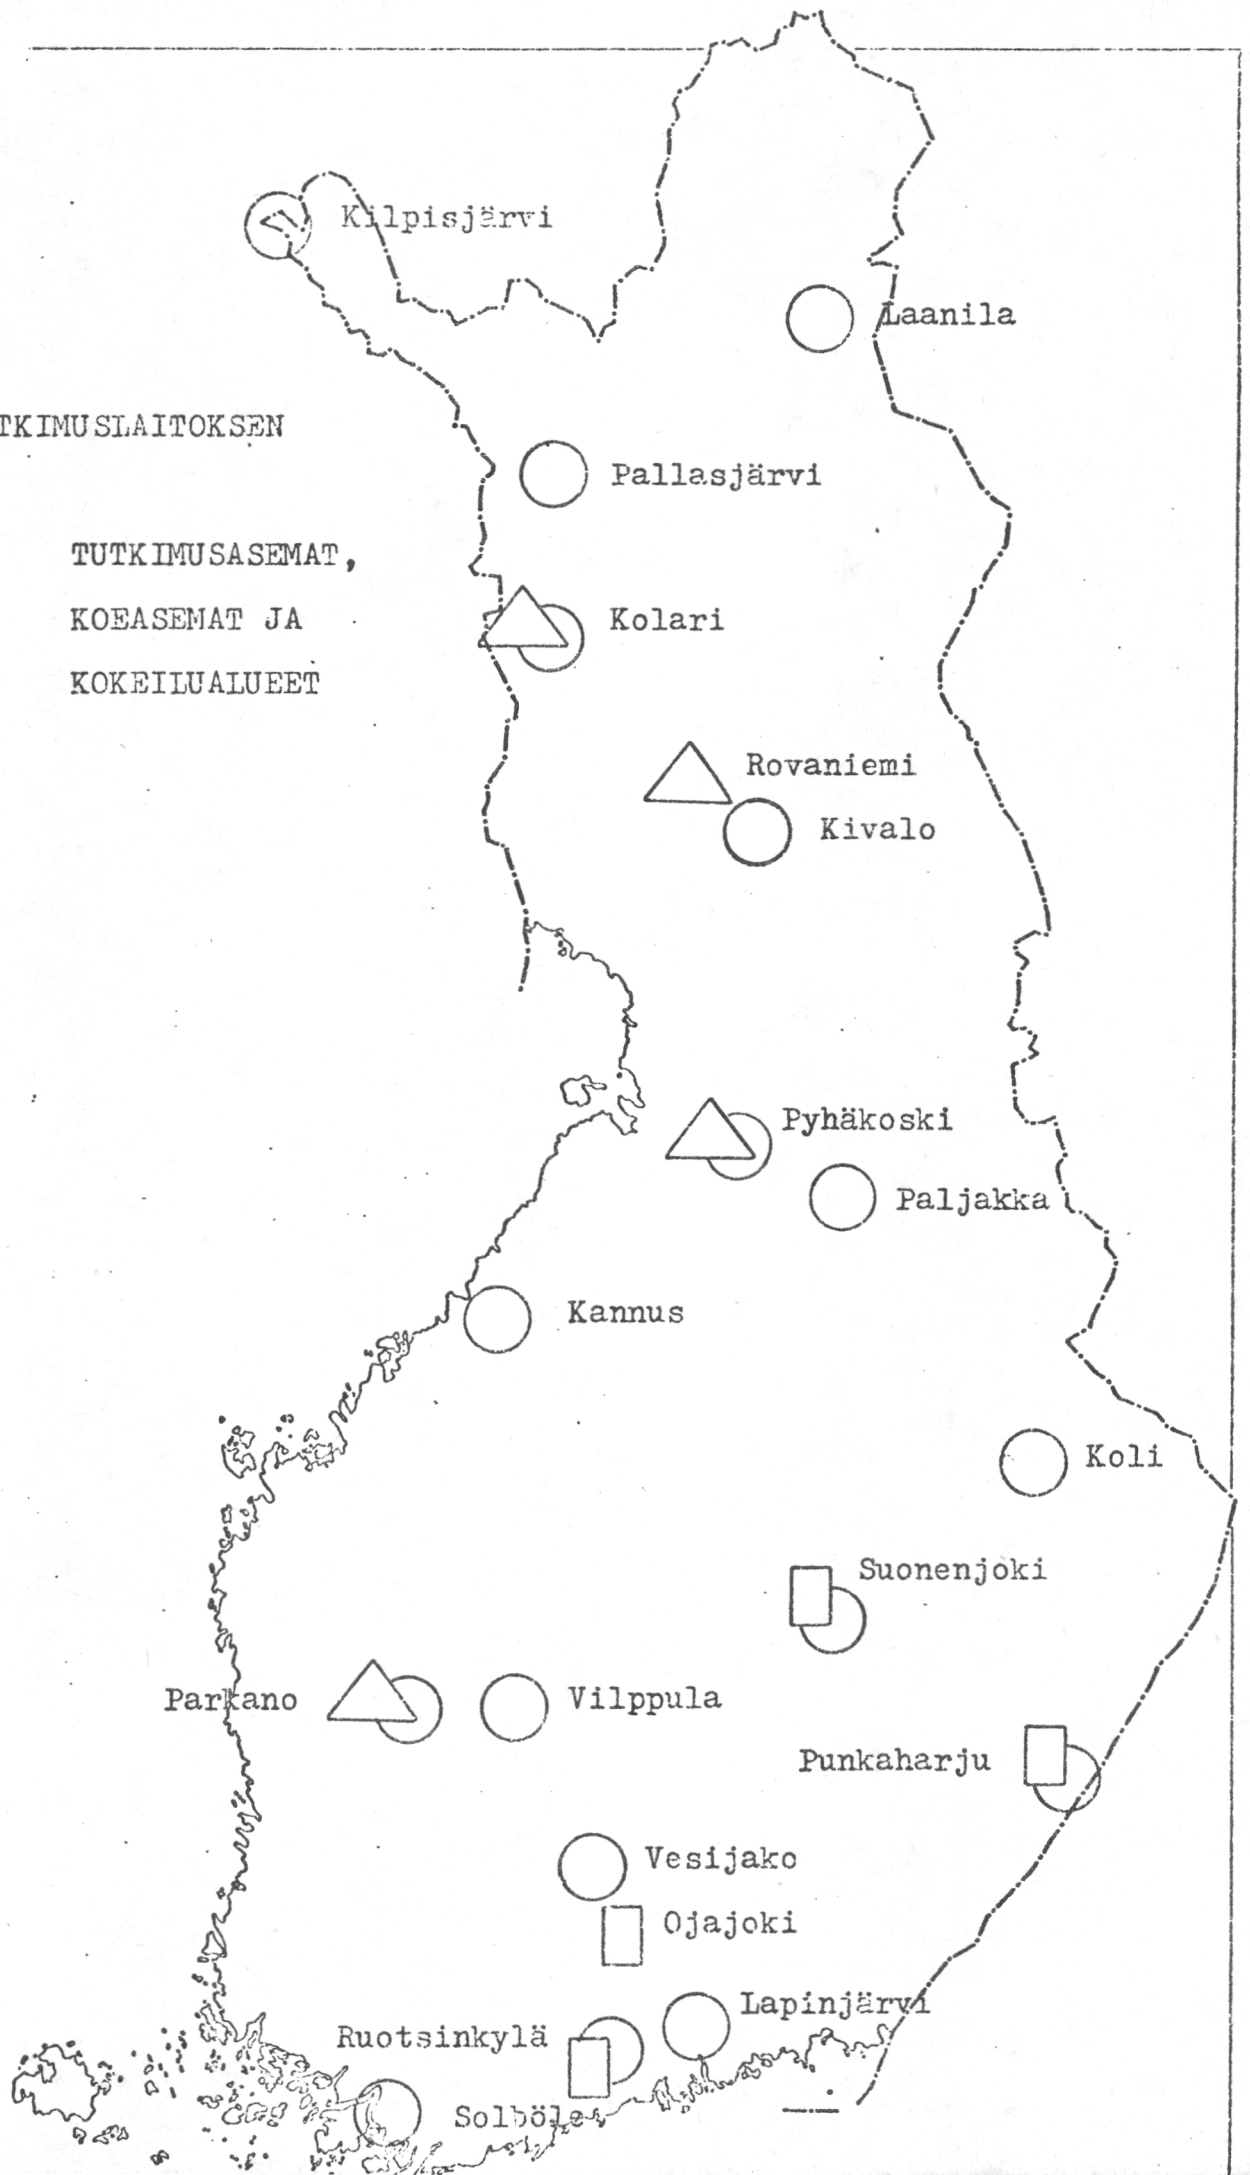 Kilpisjärvi
Laanila
TKIMUSLAITOKSEN
Pallasjärvi
TUTKIMUSASEMAT,
KOEASEMAT JA
KOKEILUALUEET
Kolari
Rovaniemi
Kivalo
Pyhäkoski
Paljakka
Kannus
Koli
Suonenjoki
Parkano
Vilppula
Punkaharju
Vesijako
Ojajoki
Lapinjärvi
Ruotsinkylä
Solböle